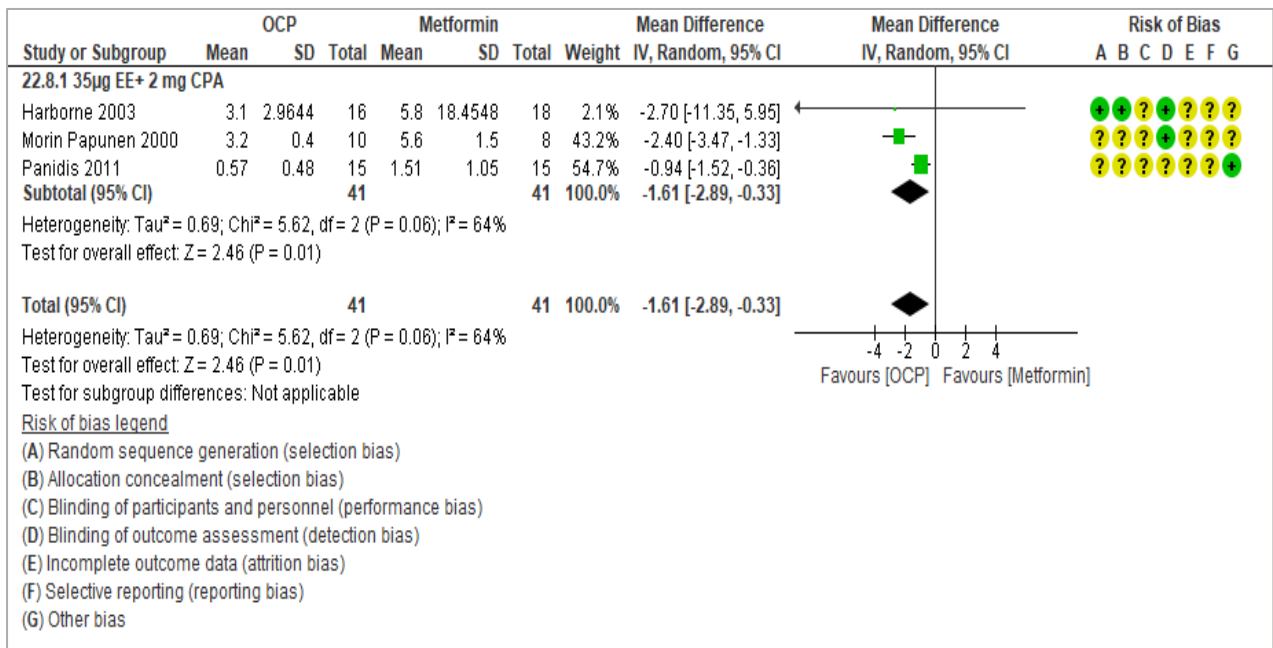 OCP Metformin Mean Difference Mean Difference Risk of Bias
Study or Subgroup Mean SD Total Mean SD Total Weight IV, Random, 95% CI IV, Random, 95% CI A B C D E F G
22.8.1 35µg EE+ 2 mg CPA
Harborne 2003 3.1 2.9644 16 5.8 18.4548 18 2.1% -2.70 [-11.35, 5.95] + + ? + ? ? ?
Morin Papunen 2000 3.2 0.4 10 5.6 1.5 8 43.2% -2.40 [-3.47, -1.33] ? ? ? + ? ? ?
Panidis 2011 0.57 0.48 15 1.51 1.05 15 54.7% -0.94 [-1.52, -0.36] ? ? ? ? ? ? +
Subtotal (95% CI) 41 41 100.0% -1.61 [-2.89, -0.33]
Heterogeneity: Tau² = 0.69; Chi² = 5.62, df = 2 (P = 0.06); I² = 64%
Test for overall effect: Z = 2.46 (P = 0.01)
Total (95% CI) 41 41 100.0% -1.61 [-2.89, -0.33]
Heterogeneity: Tau² = 0.69; Chi² = 5.62, df = 2 (P = 0.06); I² = 64%
Test for overall effect: Z = 2.46 (P = 0.01)
Test for subgroup differences: Not applicable
-4 -2 0 2 4
Favours [OCP] Favours [Metformin]
Risk of bias legend
(A) Random sequence generation (selection bias)
(B) Allocation concealment (selection bias)
(C) Blinding of participants and personnel (performance bias)
(D) Blinding of outcome assessment (detection bias)
(E) Incomplete outcome data (attrition bias)
(F) Selective reporting (reporting bias)
(G) Other bias